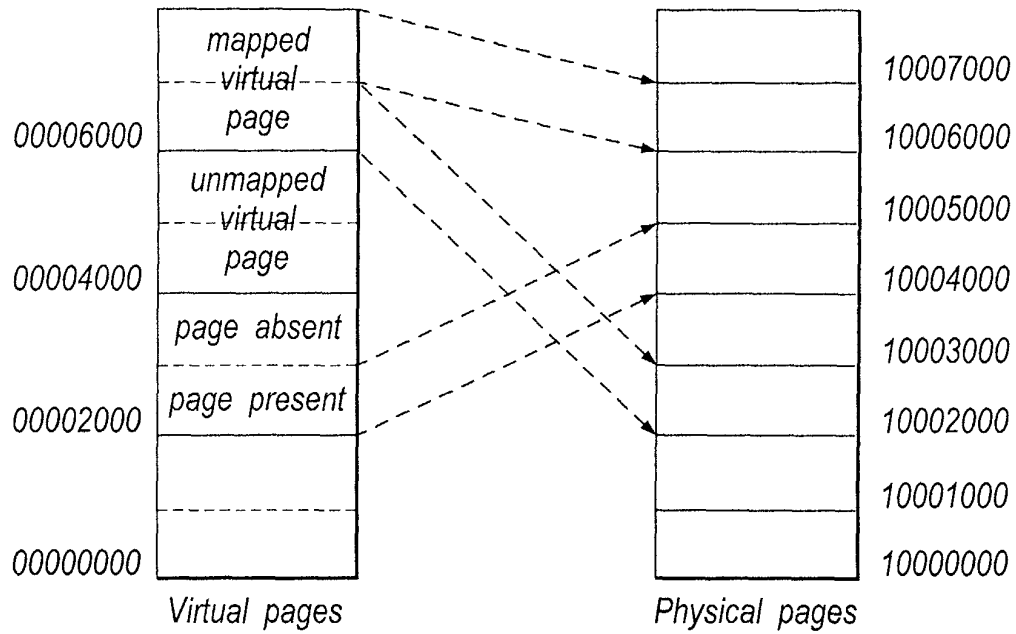 mapped
virtual
page
00006000
unmapped
virtual
page
00004000
page absent
page present
00002000
00000000
Virtual pages
10007000
10006000
10005000
10004000
10003000
10002000
10001000
10000000
Physical pages